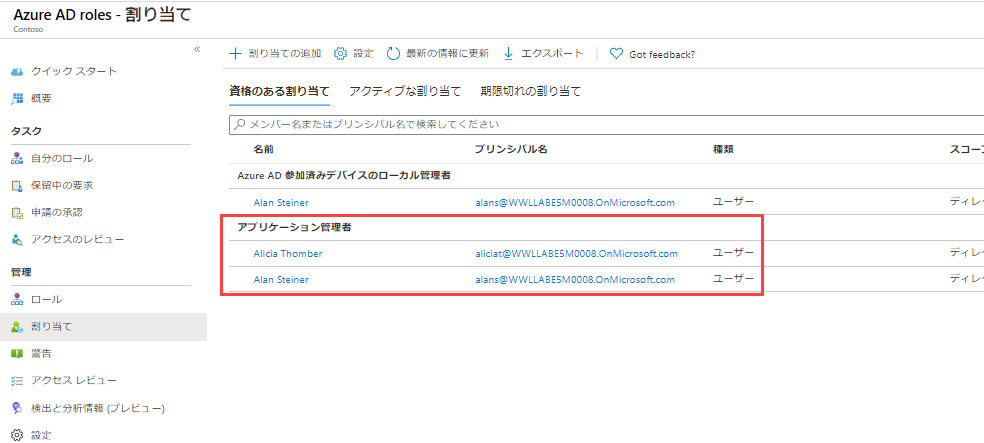 Azure AD roles - 割り当て
Contoso
«
クイック スタート
概要
タスク
自分のロール
保留中の要求
申請の承認
アクセスのレビュー
管理
ロール
割り当て
警告
アクセス レビュー
検出と分析情報 (プレビュー)
設定
割り当ての追加 設定 最新の情報に更新 エクスポート Got feedback?
資格のある割り当て アクティブな割り当て 期限切れの割り当て
メンバー名またはプリンシパル名で検索してください
名前 プリンシパル名 種類 スコープ
Azure AD 参加済みデバイスのローカル管理者
Alan Steiner alans@WWLLABESM0008.OnMicrosoft.com ユーザー ディレ
アプリケーション管理者
Alicia Thomber aliciat@WWLLABESM0008.OnMicrosoft.com ユーザー ディレ
Alan Steiner alans@WWLLABESM0008.OnMicrosoft.com ユーザー ディレ